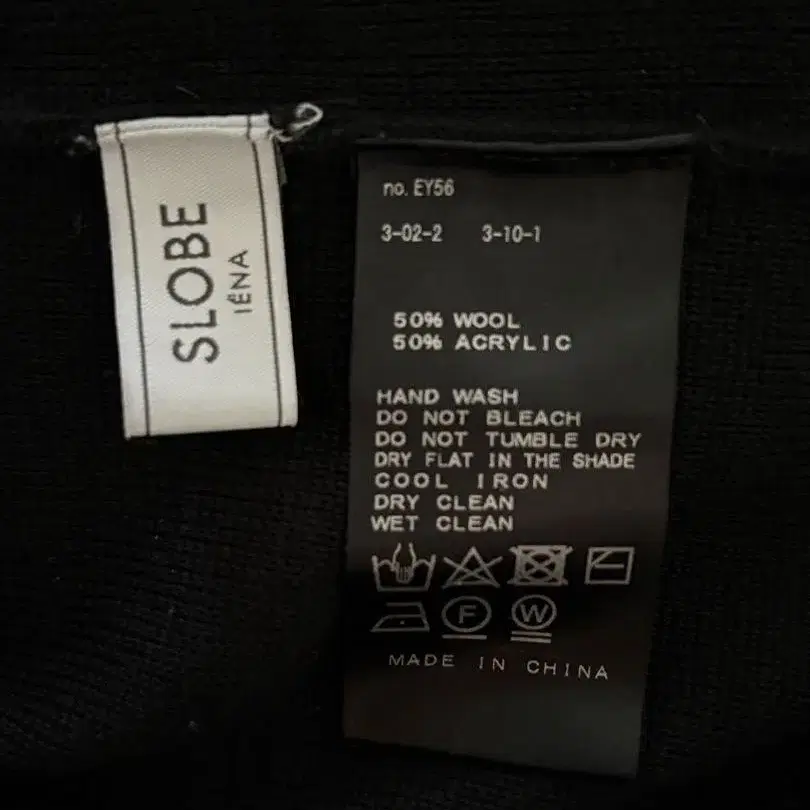 SLOBE
IÉNA
no. EY56
3-02-2 3-10-1
50% WOOL
50% ACRYLIC
HAND WASH
DO NOT BLEACH
DO NOT TUMBLE DRY
DRY FLAT IN THE SHADE
COOL IRON
DRY CLEAN
WET CLEAN
F W
MADE IN CHINA